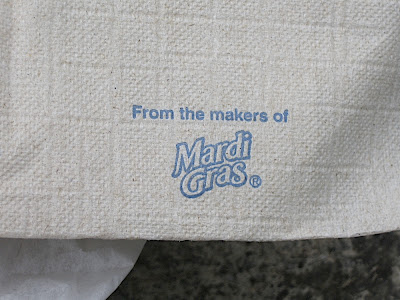 From the makers of
Mardi
Gras®